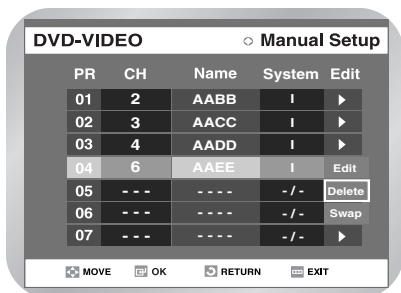 DVD-VIDEO Manual Setup
PR CH Name System Edit
01 2 AABB I
02 3 AACC I
03 4 AADD I
04 6 AAEE I Edit
05 - - - - - - - - / - Delete
06 - - - - - - - - / - Swap
07 - - - - - - - - / -
MOVE OK RETURN EXIT